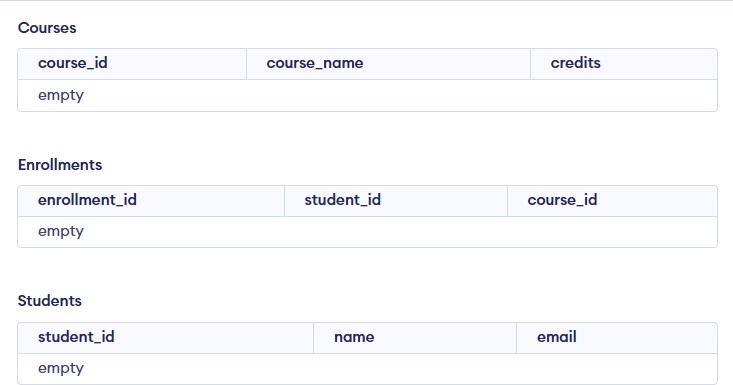 Courses
course_id course_name credits
empty
Enrollments
enrollment_id student_id course_id
empty
Students
student_id name email
empty